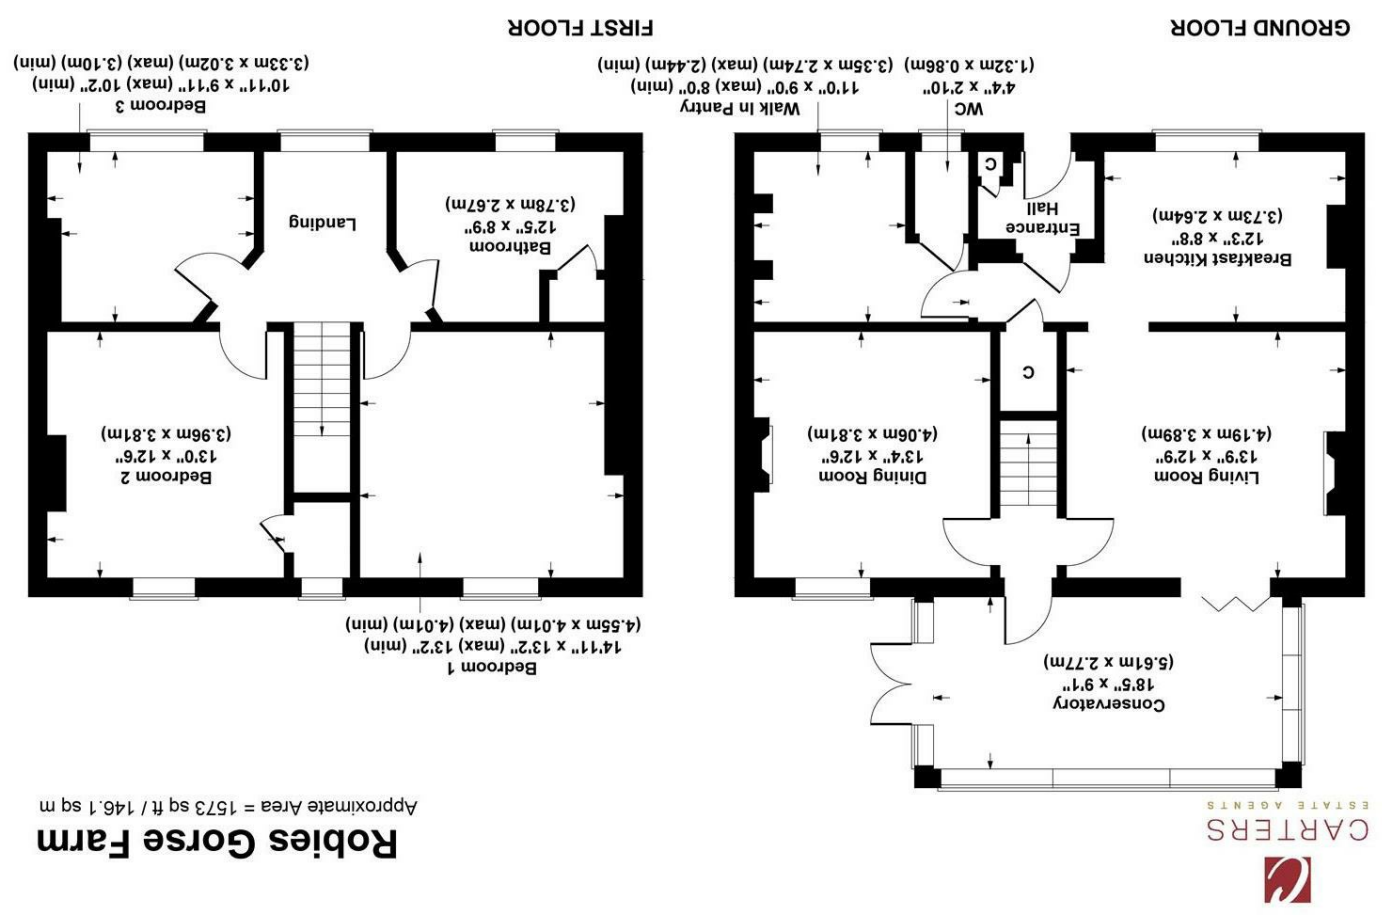 CARTERS
ESTATE AGENTS
Robies Gorse Farm
Approximate Area = 1573 sq ft / 146.1 sq m
Conservatory
18'5" x 9'1"
(5.61m x 2.77m)
Living Room
13'9" x 12'9"
(4.19m x 3.89m)
Dining Room
13'4" x 12'6"
(4.06m x 3.81m)
C
Breakfast Kitchen
12'3" x 8'8"
(3.73m x 2.64m)
Entrance
Hall
C
WC
4'4" x 2'10"
(1.32m x 0.86m)
Walk In Pantry
11'0" x 9'0" (max) 8'0" (min)
(3.35m x 2.74m) (max) (2.44m) (min)
GROUND FLOOR
Bedroom 1
14'11" x 13'2" (max) 13'2" (min)
(4.55m x 4.01m) (max) (4.01m) (min)
Bedroom 2
13'0" x 12'6"
(3.96m x 3.81m)
Bathroom
12'5" x 8'9"
(3.78m x 2.67m)
Landing
Bedroom 3
10'11" x 9'11" (max) 10'2" (min)
(3.33m x 3.02m) (max) (3.10m) (min)
FIRST FLOOR